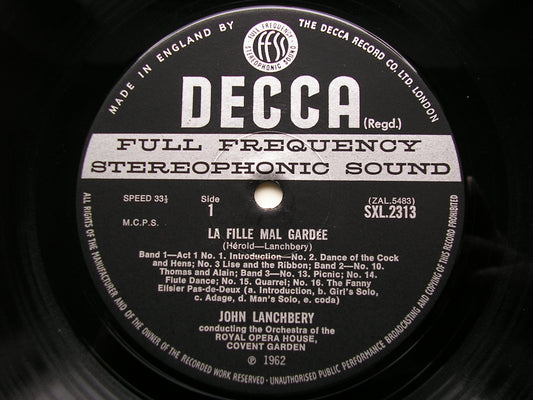 MADE IN ENGLAND BY
THE DECCA RECORD CO. LTD. LONDON
FULL FREQUENCY
FFSS
STEREOPHONIC SOUND
DECCA (Regd.)
FULL FREQUENCY
STEREOPHONIC SOUND
SPEED 33⅓
Side
1
(ZAL.5483)
SXL.2313
M.C.P.S.
LA FILLE MAL GARDÉE
(Hérold—Lanchbery)
Band 1—Act 1 No. 1. Introduction—No. 2. Dance of the Cock
and Hens; No. 3 Lise and the Ribbon; Band 2—No. 10.
Thomas and Alain; Band 3—No. 13. Picnic; No. 14.
Flute Dance; No. 15. Quarrel; No. 16. The Fanny
Elssler Pas-de-Deux (a. Introduction, b. Girl's Solo,
c. Adage, d. Man's Solo, e. coda)
JOHN LANCHBERY
conducting the Orchestra of the
ROYAL OPERA HOUSE,
COVENT GARDEN
℗ 1962
ALL RIGHTS OF THE MANUFACTURER AND OF THE OWNER OF THE RECORDED WORK RESERVED · UNAUTHORISED PUBLIC PERFORMANCE BROADCASTING AND COPYING OF THIS RECORD PROHIBITED